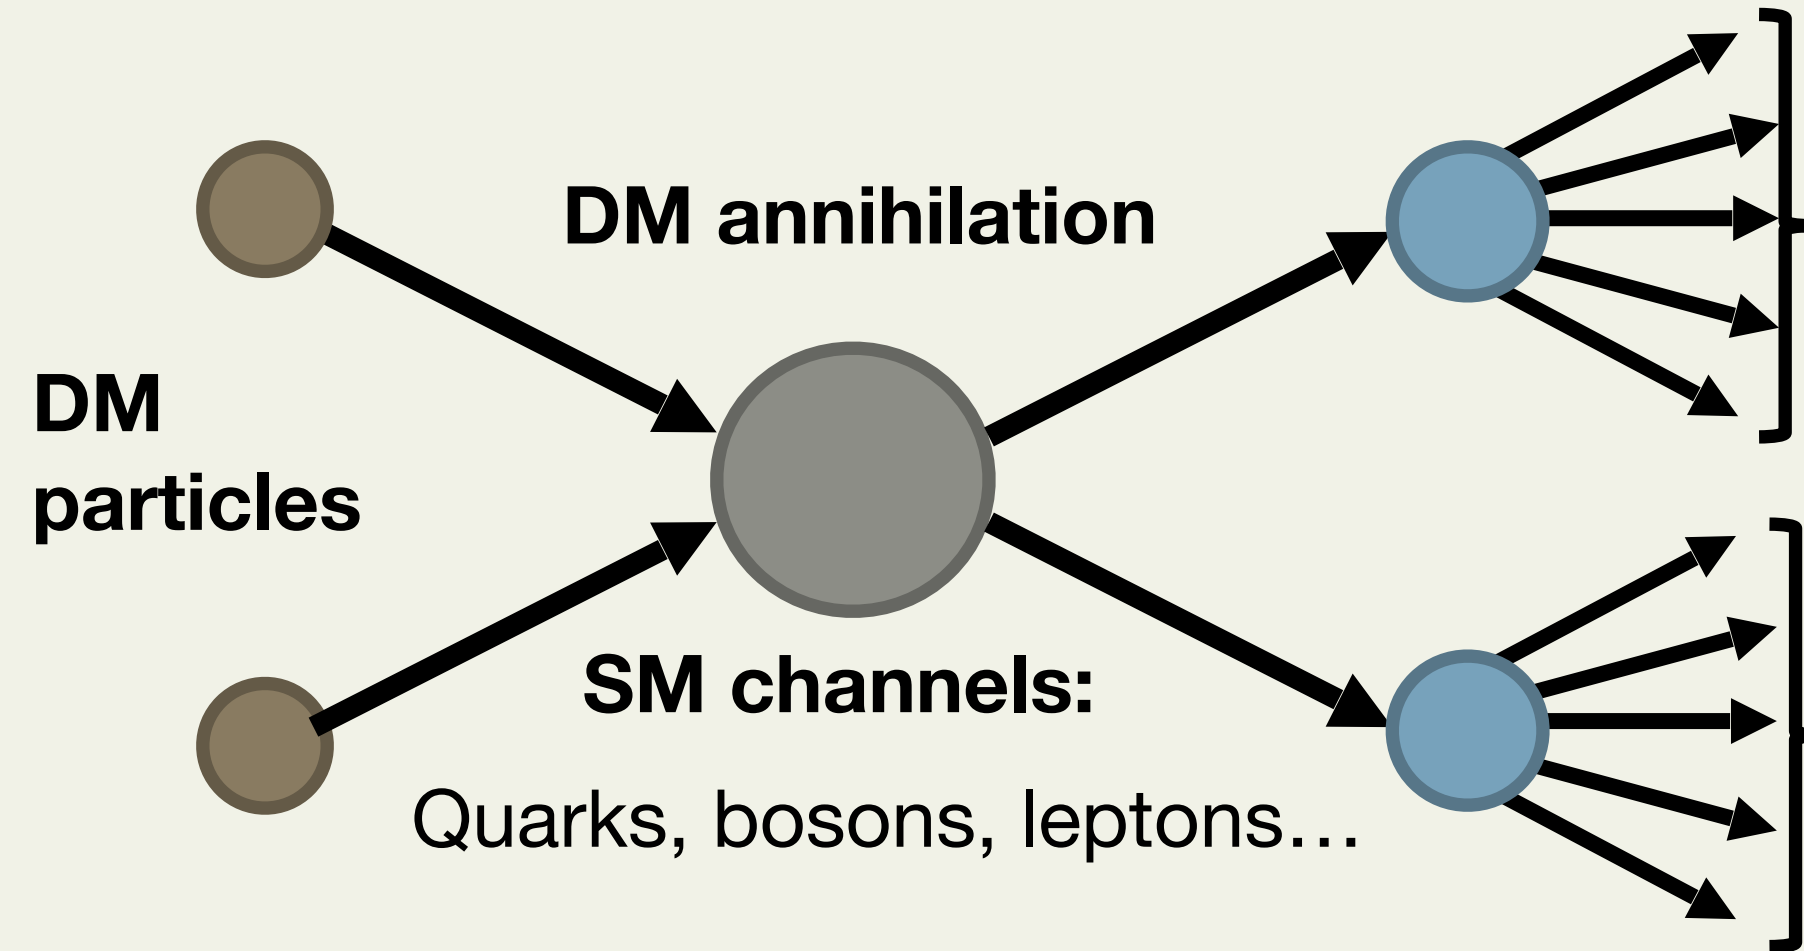 DM annihilation
DM
particles
SM channels:
Quarks, bosons, leptons…